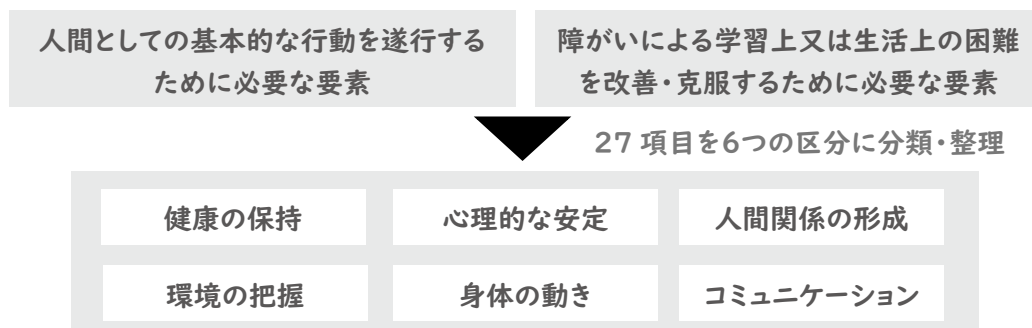 人間としての基本的な行動を遂行する
ために必要な要素
障がいによる学習上又は生活上の困難
を改善・克服するために必要な要素
27 項目を6つの区分に分類・整理
健康の保持
心理的な安定
人間関係の形成
環境の把握
身体の動き
コミュニケーション